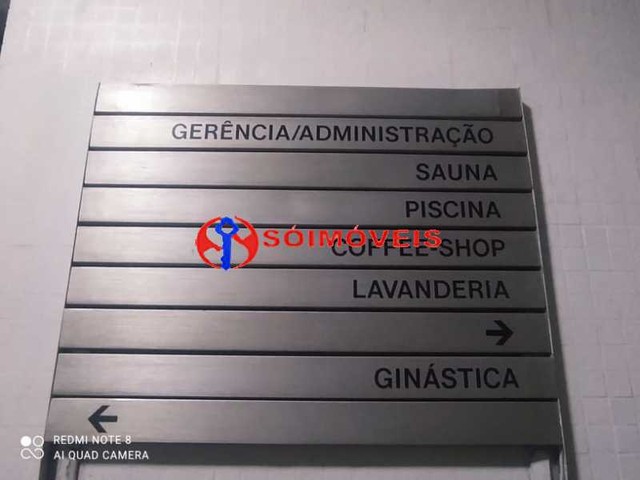 GERÊNCIA/ADMINISTRAÇÃO
SAUNA
PISCINA
SÓIMÓVEIS
COFFEE-SHOP
LAVANDERIA
→
GINÁSTICA
←
REDMI NOTE 8
AI QUAD CAMERA